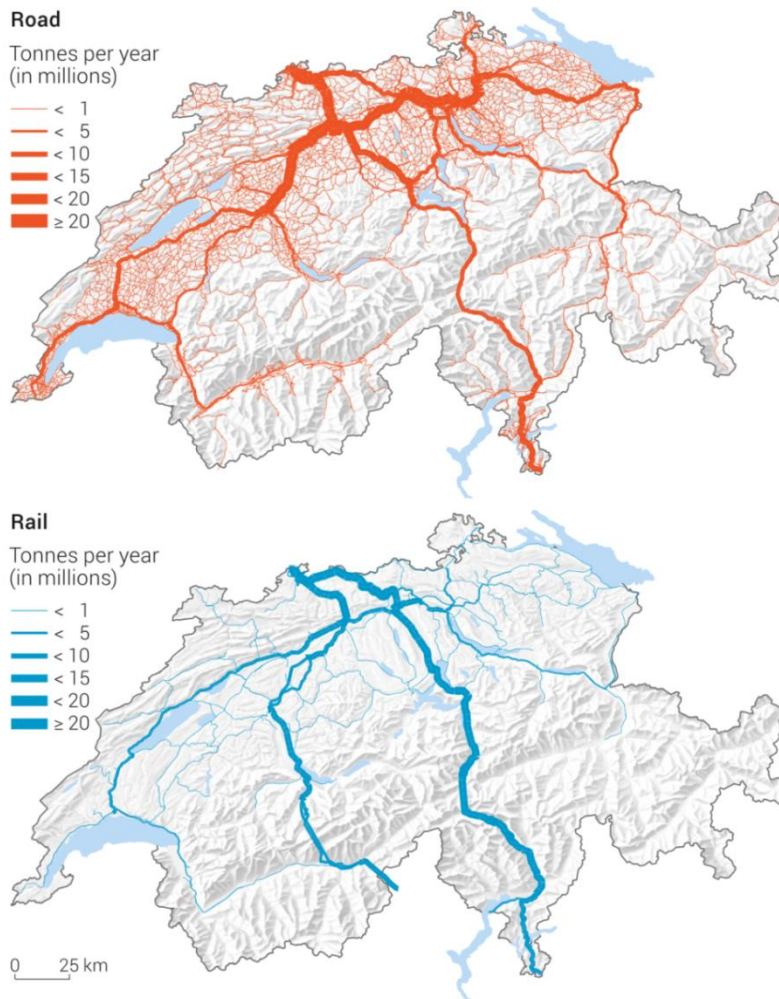 Road
Tonnes per year
(in millions)
< 1
< 5
< 10
< 15
< 20
≥ 20
Rail
Tonnes per year
(in millions)
< 1
< 5
< 10
< 15
< 20
≥ 20
0 25 km